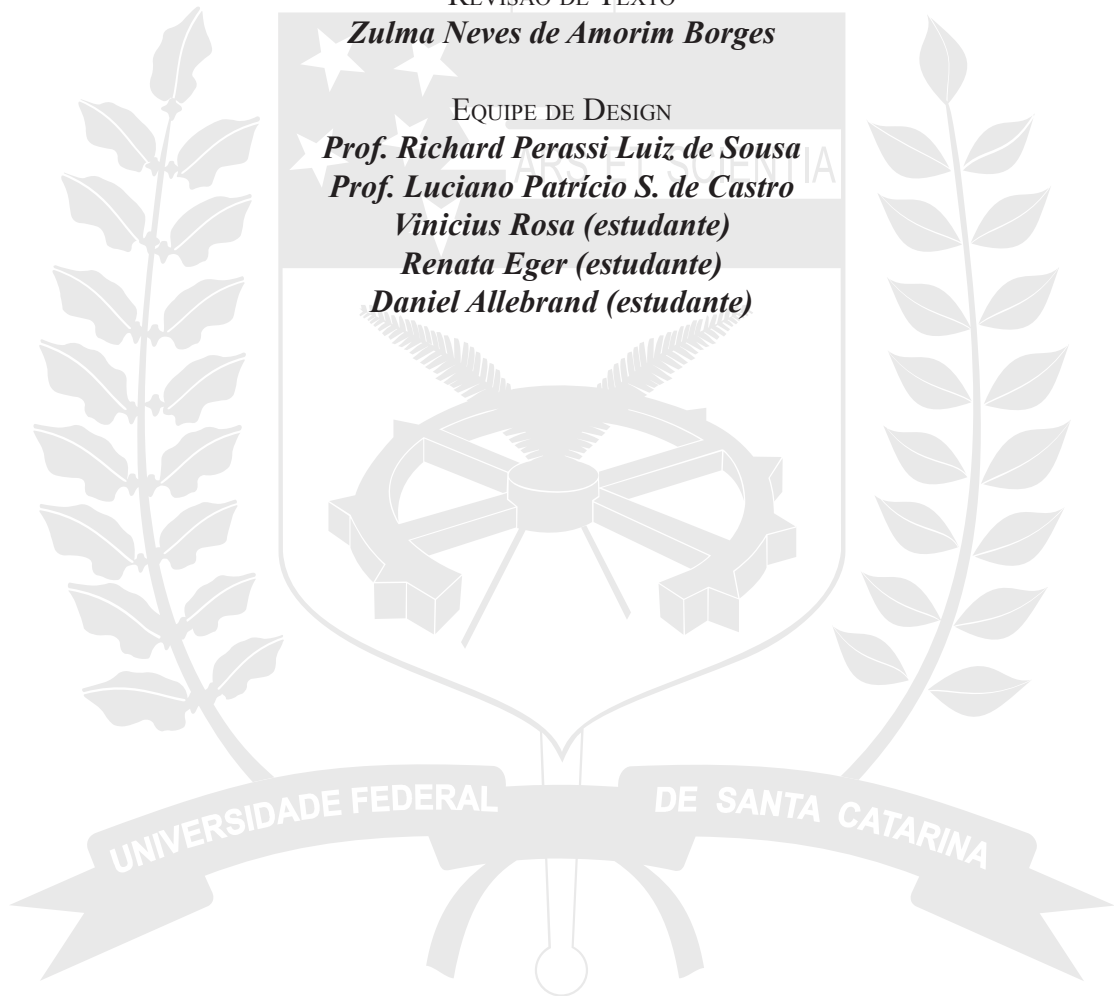 REVISÃO DE TEXTO
Zulma Neves de Amorim Borges
EQUIPE DE DESIGN
Prof. Richard Perassi Luiz de Sousa
ARS ET SCIENTIA
Prof. Luciano Patrício S. de Castro
Vinicius Rosa (estudante)
Renata Eger (estudante)
Daniel Allebrand (estudante)
UNIVERSIDADE FEDERAL DE SANTA CATARINA